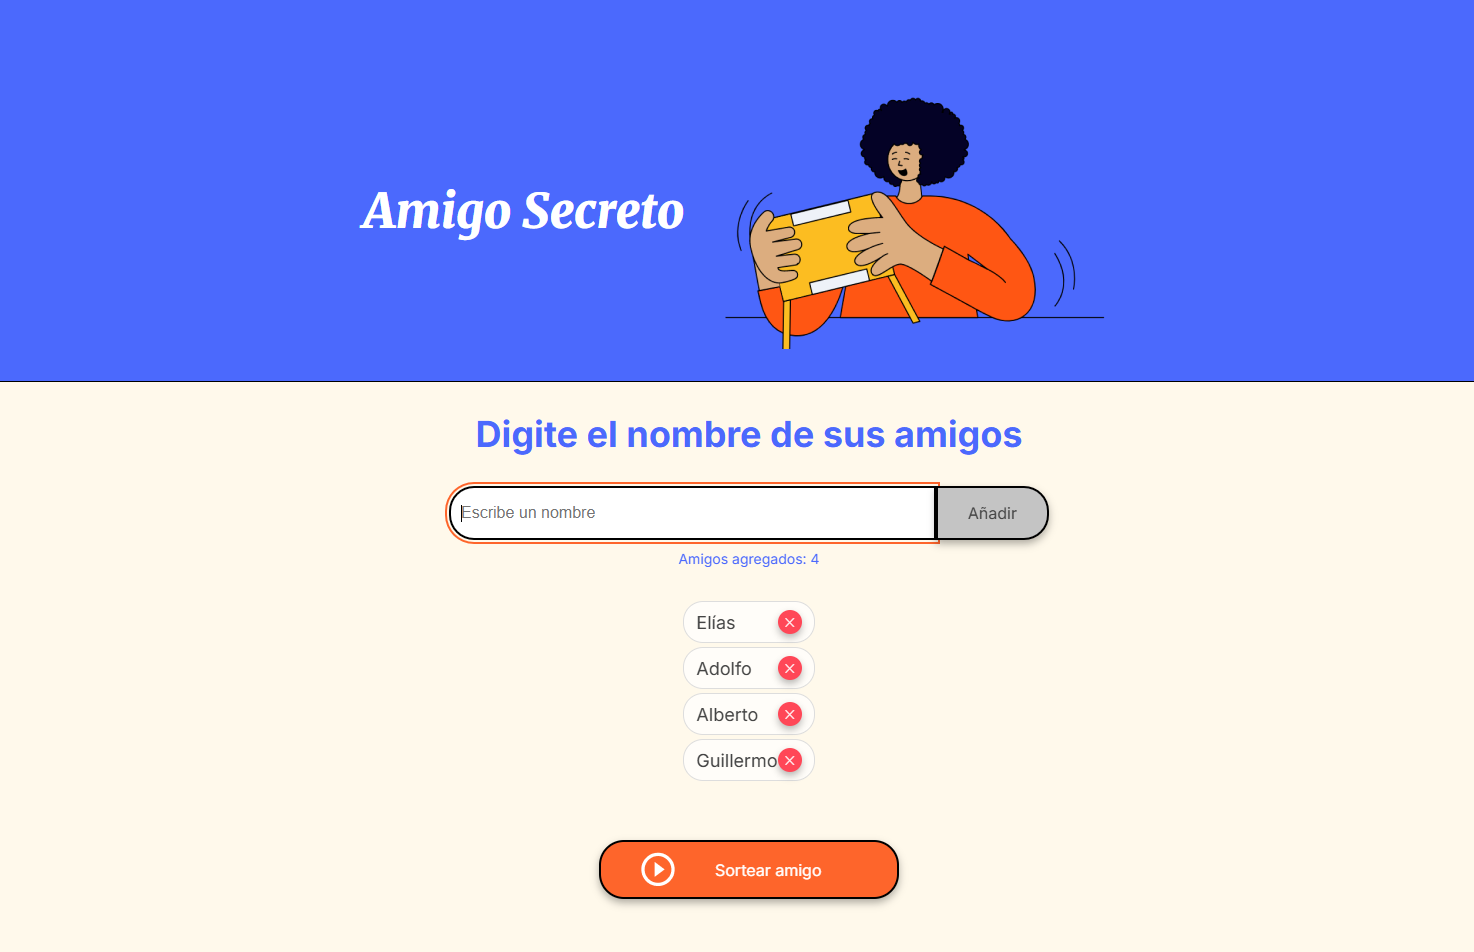 Amigo Secreto
Digite el nombre de sus amigos
Escribe un nombre
Añadir
Amigos agregados: 4
Elías
Adolfo
Alberto
Guillermo
Sortear amigo